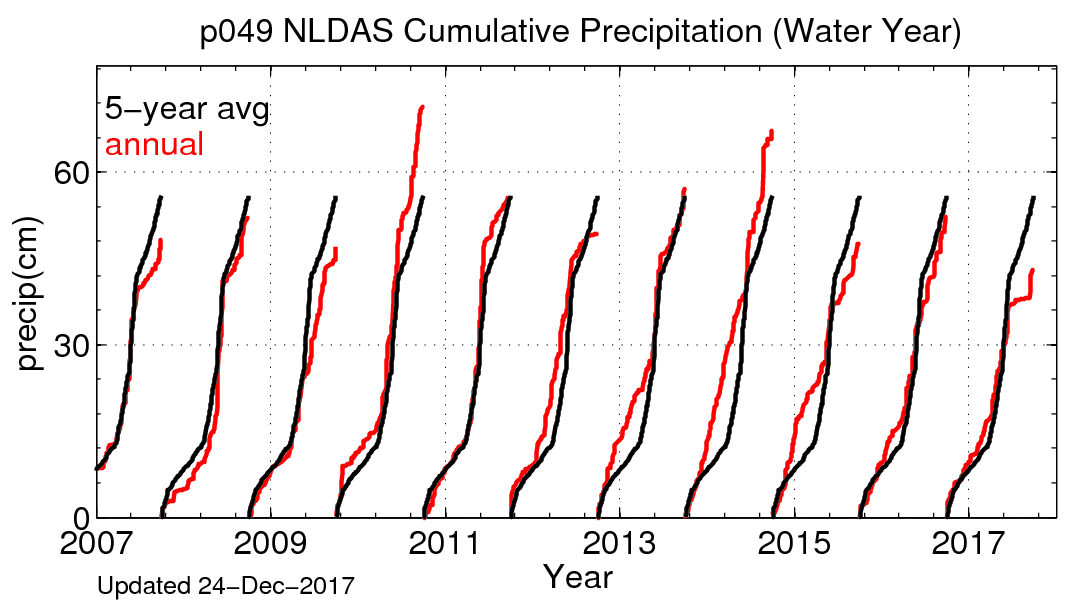 p049 NLDAS Cumulative Precipitation (Water Year)
5−year avg
annual
precip(cm)
60
30
0
2007 2009 2011 2013 2015 2017
Year
Updated 24−Dec−2017